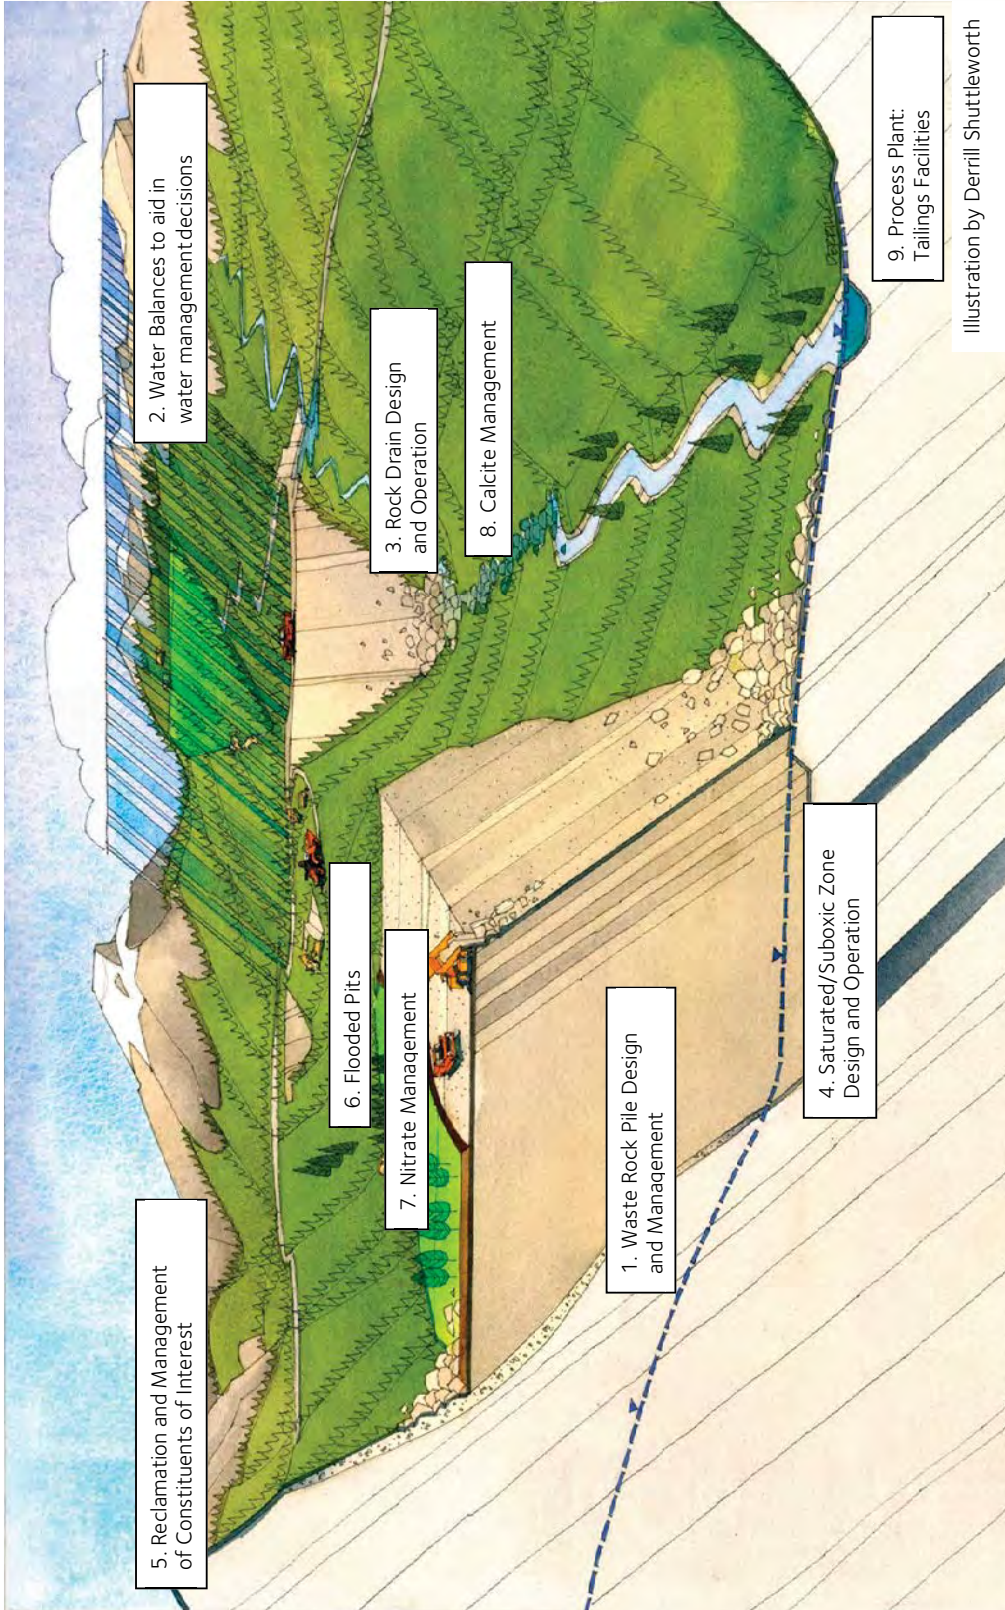 5. Reclamation and Management
of Constituents of Interest
2. Water Balances to aid in
water management decisions
6. Flooded Pits
3. Rock Drain Design
and Operation
7. Nitrate Management
8. Calcite Management
1. Waste Rock Pile Design
and Management
4. Saturated/Suboxic Zone
Design and Operation
9. Process Plant:
Tailings Facilities
Illustration by Derrill Shuttleworth